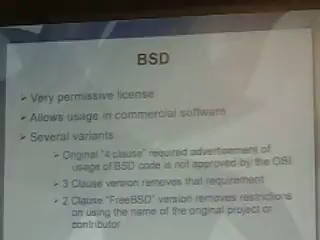 BSD
Very permissive license
Allows usage in commercial software
Several variants
Original "4 clause" required advertisement of
usage of BSD code is not approved by the OSI
3 Clause version removes that requirement
2 Clause "FreeBSD" version removes restrictions
on using the name of the original project or
contributor